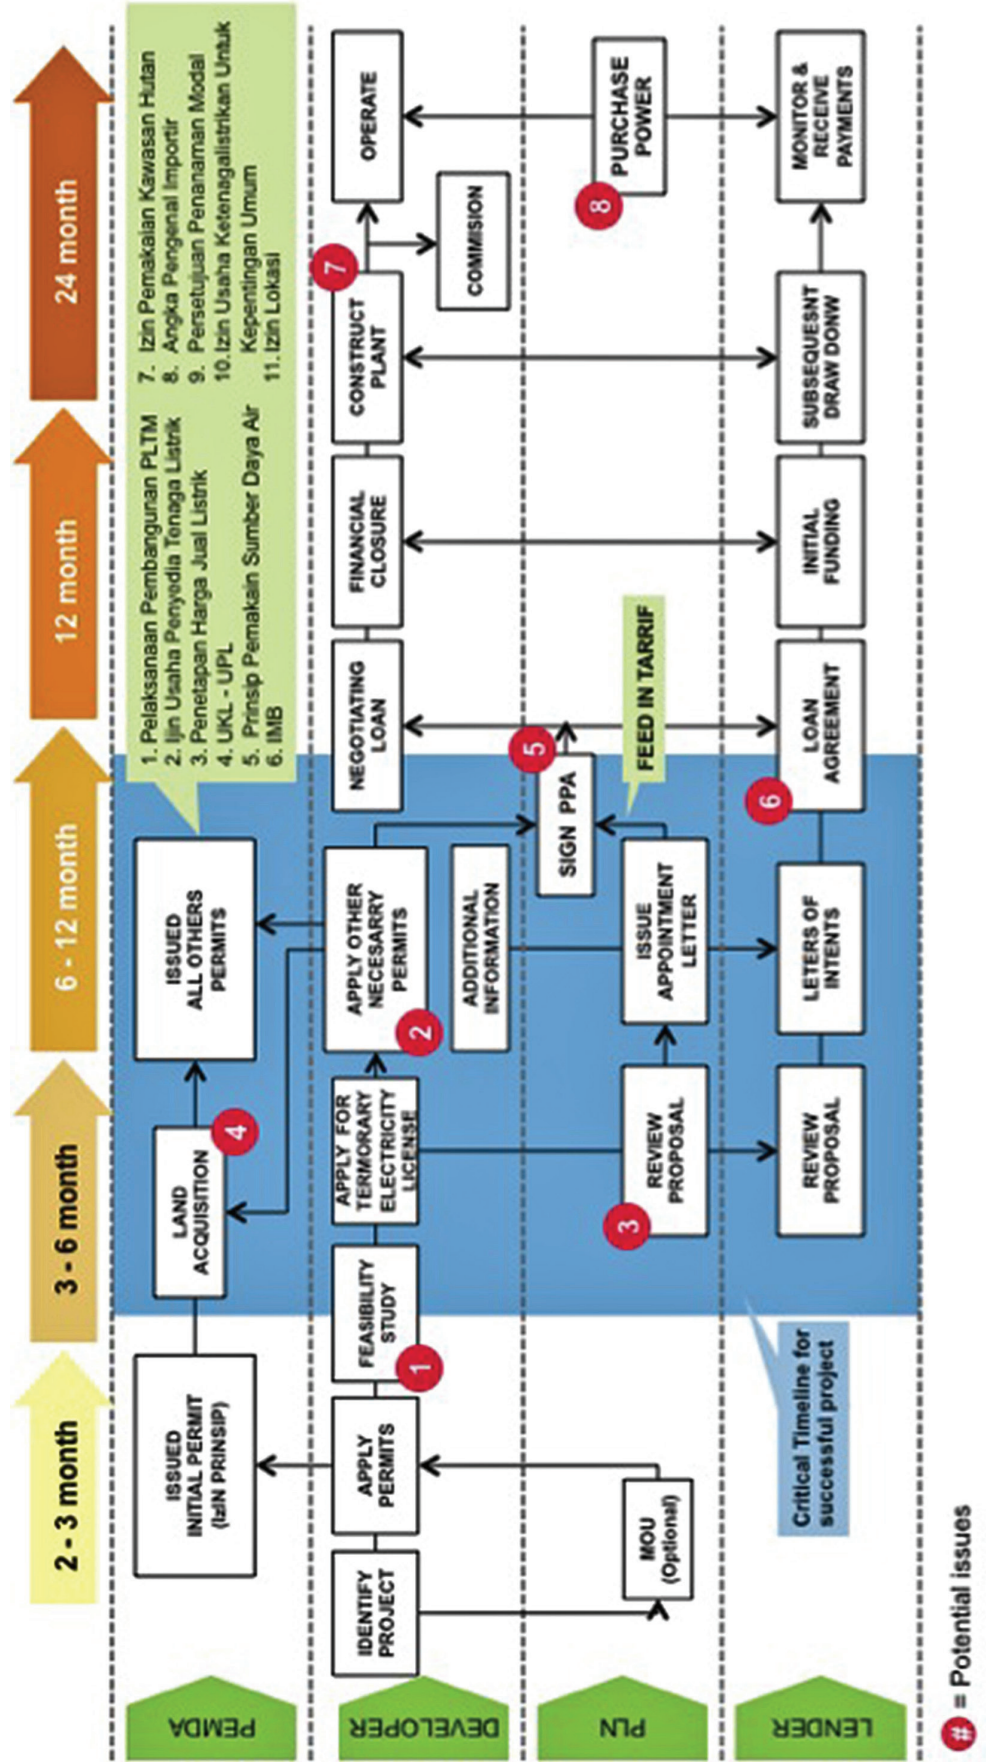 2 - 3 month
3 - 6 month
6 - 12 month
12 month
24 month
PEMDA
ISSUED
INITIAL PERMIT
(IzIN PRINSIP)
LAND
ACQUISITION
4
ISSUED
ALL OTHERS
PERMITS
1. Pelaksanaan Pembangunan PLTM
2. Ijin Usaha Penyedia Tenaga Listrik
3. Penetapan Harga Jual Listrik
4. UKL - UPL
5. Prinsip Pemakain Sumber Daya Air
6. IMB
7. Izin Pemakaian Kawasan Hutan
8. Angka Pengenal Importir
9. Persetujuan Penanaman Modal
10. Izin Usaha Ketenagalistrikan Untuk
Kepentingan Umum
11. Izin Lokasi
DEVELOPER
IDENTIFY
PROJECT
APPLY
PERMITS
FEASIBILITY
STUDY
1
APPLY FOR
TERMORARY
ELECTRICITY
LICENSE
APPLY OTHER
NECESARRY
PERMITS
2
ADDITIONAL
INFORMATION
NEGOTIATING
LOAN
FINANCIAL
CLOSURE
CONSTRUCT
PLANT
7
COMMISION
OPERATE
PLN
MOU
(Optional)
REVIEW
PROPOSAL
3
ISSUE
APPOINTMENT
LETTER
SIGN PPA
5
FEED IN TARRIF
PURCHASE
POWER
8
LENDER
Critical Timeline for
successful project
REVIEW
PROPOSAL
LETERS OF
INTENTS
LOAN
AGREEMENT
6
INITIAL
FUNDING
SUBSEQUESNT
DRAW DONW
MONITOR &
RECEIVE
PAYMENTS
# = Potential issues